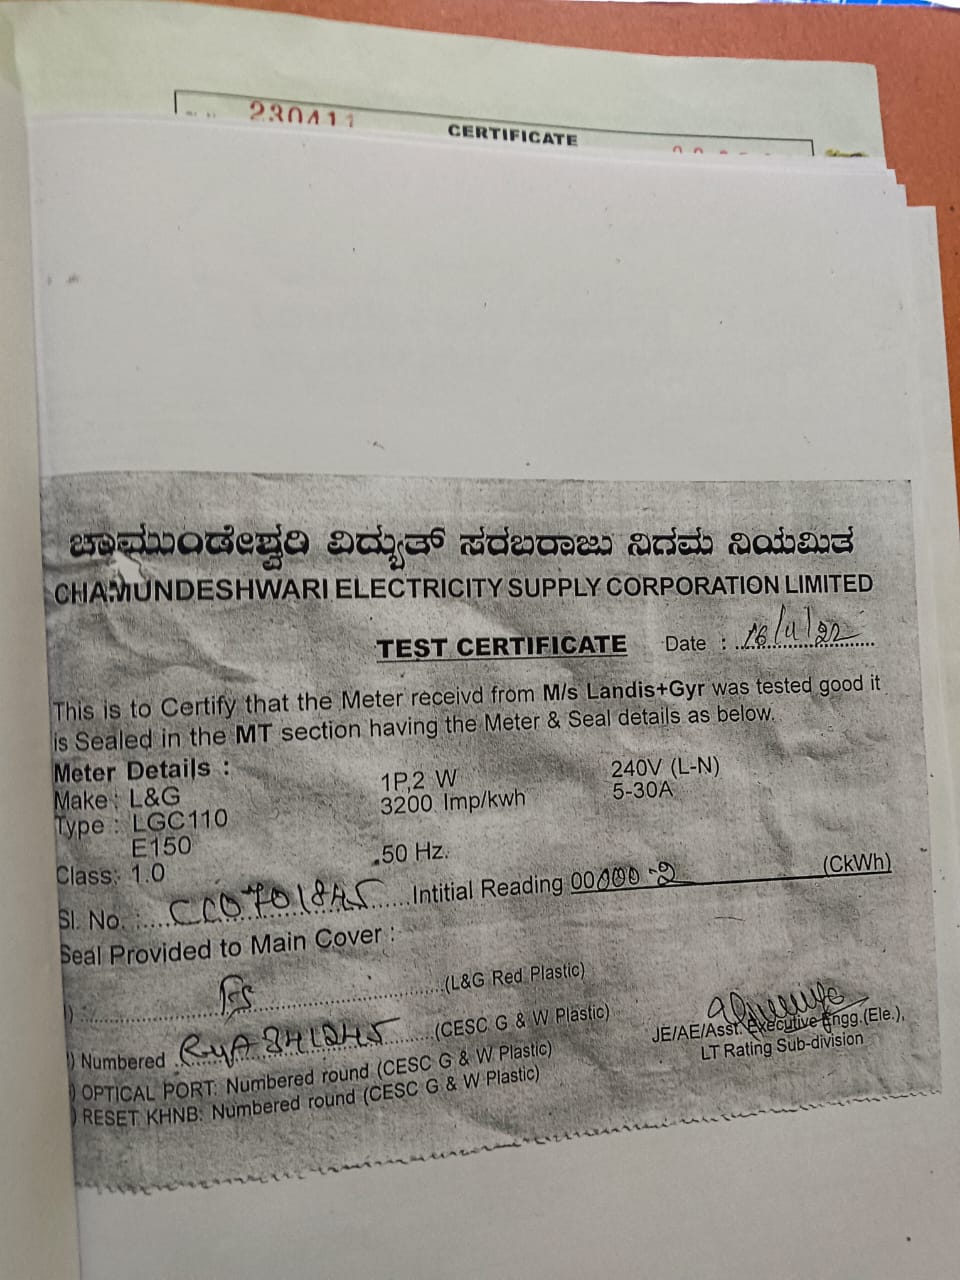 230411
CERTIFICATE
ಚಾಮುಂಡೇಶ್ವರಿ ವಿದ್ಯುತ್ ಸರಬರಾಜು ನಿಗಮ ನಿಯಮಿತ
CHAMUNDESHWARI ELECTRICITY SUPPLY CORPORATION LIMITED
TEST CERTIFICATE Date : 16/11/22
This is to Certify that the Meter receivd from M/s Landis+Gyr was tested good it
is Sealed in the MT section having the Meter & Seal details as below.
Meter Details :
Make : L&G 1P,2 W 240V (L-N)
Type : LGC110 3200 Imp/kwh 5-30A
E150
Class:- 1.0 .50 Hz.
Sl. No. : CC0701845 Intitial Reading (CkWh)
Seal Provided to Main Cover :
) : (L&G Red Plastic)
) Numbered (CESC G & W Plastic)
) OPTICAL PORT: Numbered round (CESC G & W Plastic)
) RESET KHNB: Numbered round (CESC G & W Plastic)
JE/AE/Asst. Executive Engg.(Ele.),
LT Rating Sub-division